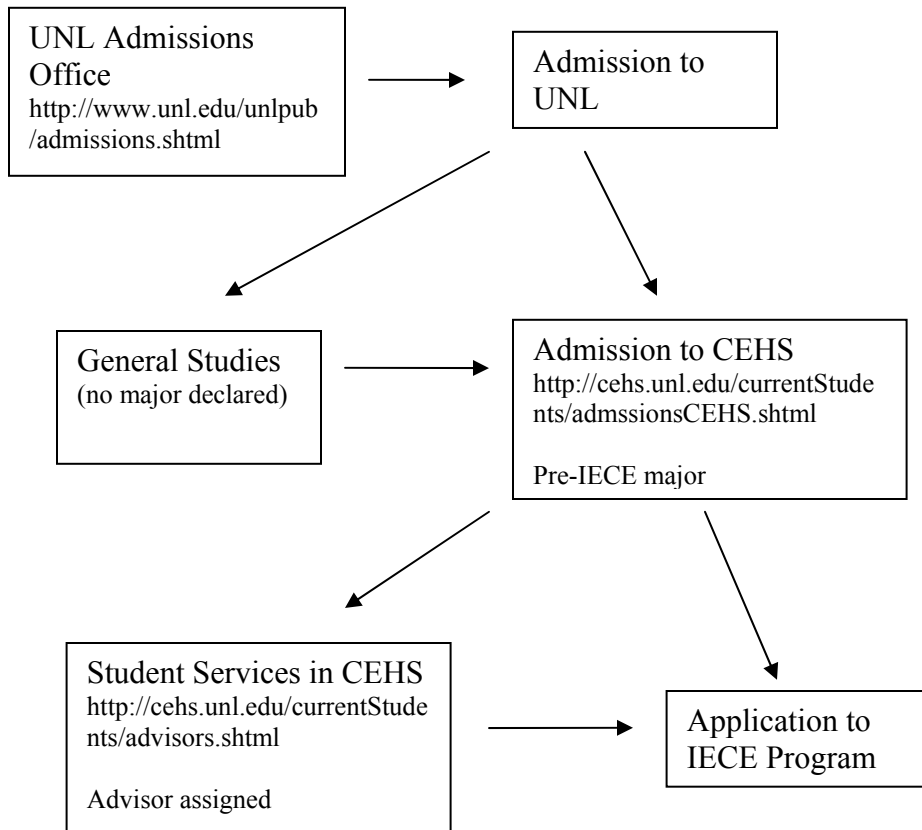 UNL Admissions
Office
http://www.unl.edu/unlpub
/admissions.shtml
Admission to
UNL
General Studies
(no major declared)
Admission to CEHS
http://cehs.unl.edu/currentStude
nts/admssionsCEHS.shtml
Pre-IECE major
Student Services in CEHS
http://cehs.unl.edu/currentStude
nts/advisors.shtml
Advisor assigned
Application to
IECE Program